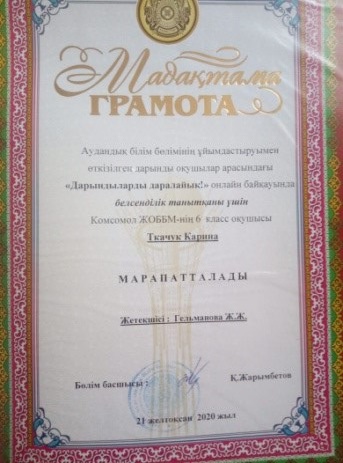 Мадақтама
ГРАМОТА
Аудандық білім бөлімінің ұйымдастыруымен
өткізілген дарынды оқушылар арасындағы
«Дарындыларды даралайық!» онлайн байқауында
белсенділік танытқаны үшін
Комсомол ЖОББМ-нің 6 класс оқушысы
Ткачук Карина
МАРАПАТТАЛАДЫ
Жетекшісі : Гельманова Ж.Ж.
Бөлім басшысы : Қ.Жарымбетов
21 желтоқсан 2020 жыл